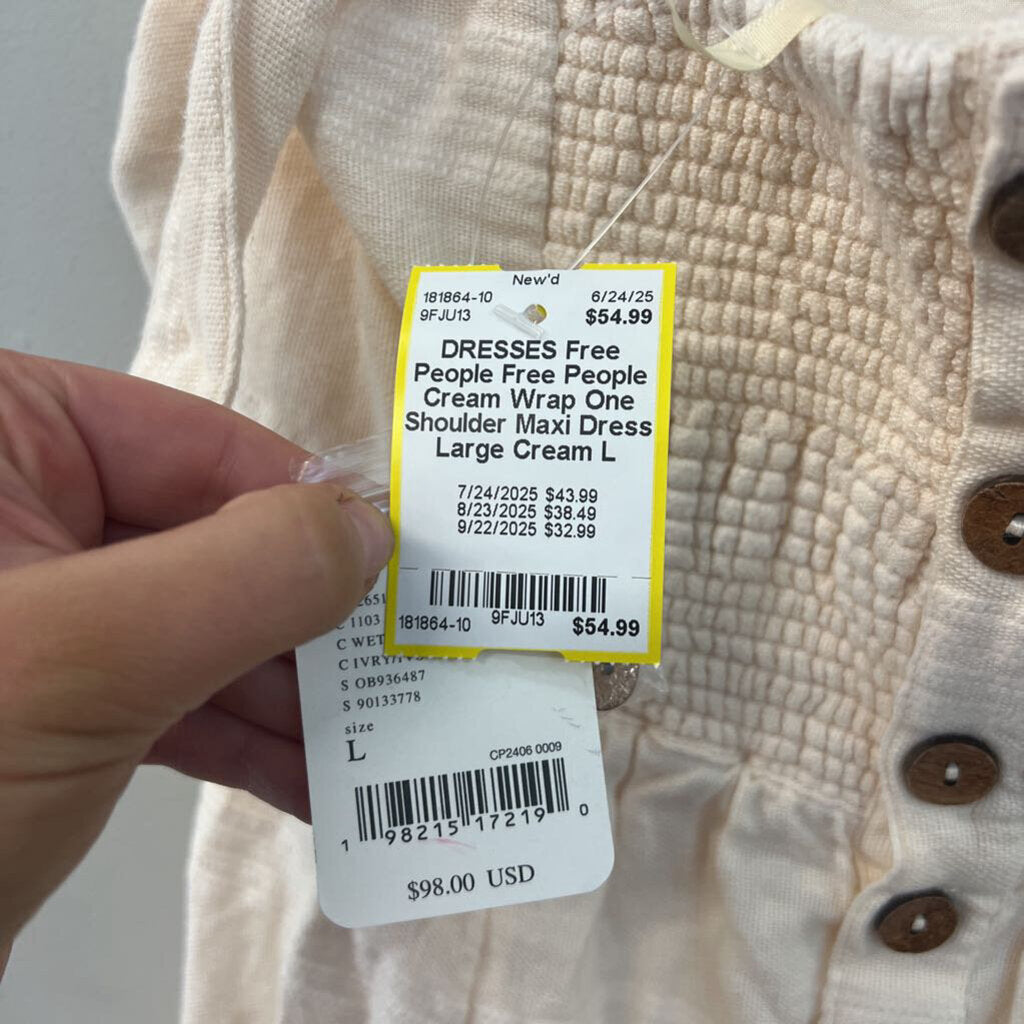 New'd
181864-10 6/24/25
9FJU13 $54.99
DRESSES Free
People Free People
Cream Wrap One
Shoulder Maxi Dress
Large Cream L
7/24/2025 $43.99
8/23/2025 $38.49
9/22/2025 $32.99
181864-10 9FJU13 $54.99
2651
C 1103
C WET
C IVRY/
S OB936487
S 90133778
size
L
CP2406 0009
1 98215 17219 0
$98.00 USD